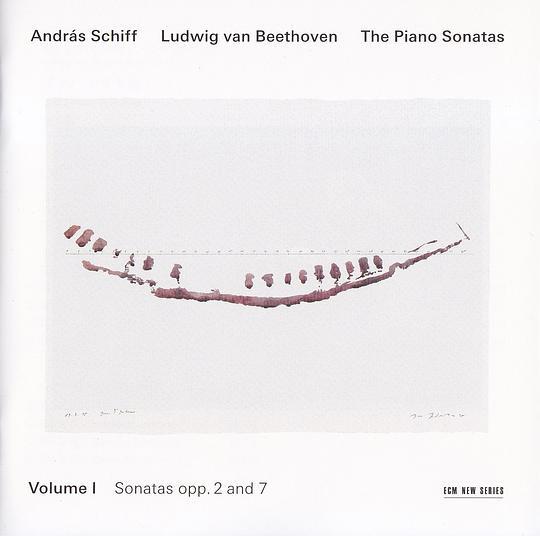 András Schiff Ludwig van Beethoven The Piano Sonatas
Volume I Sonatas opp. 2 and 7 ECM NEW SERIES